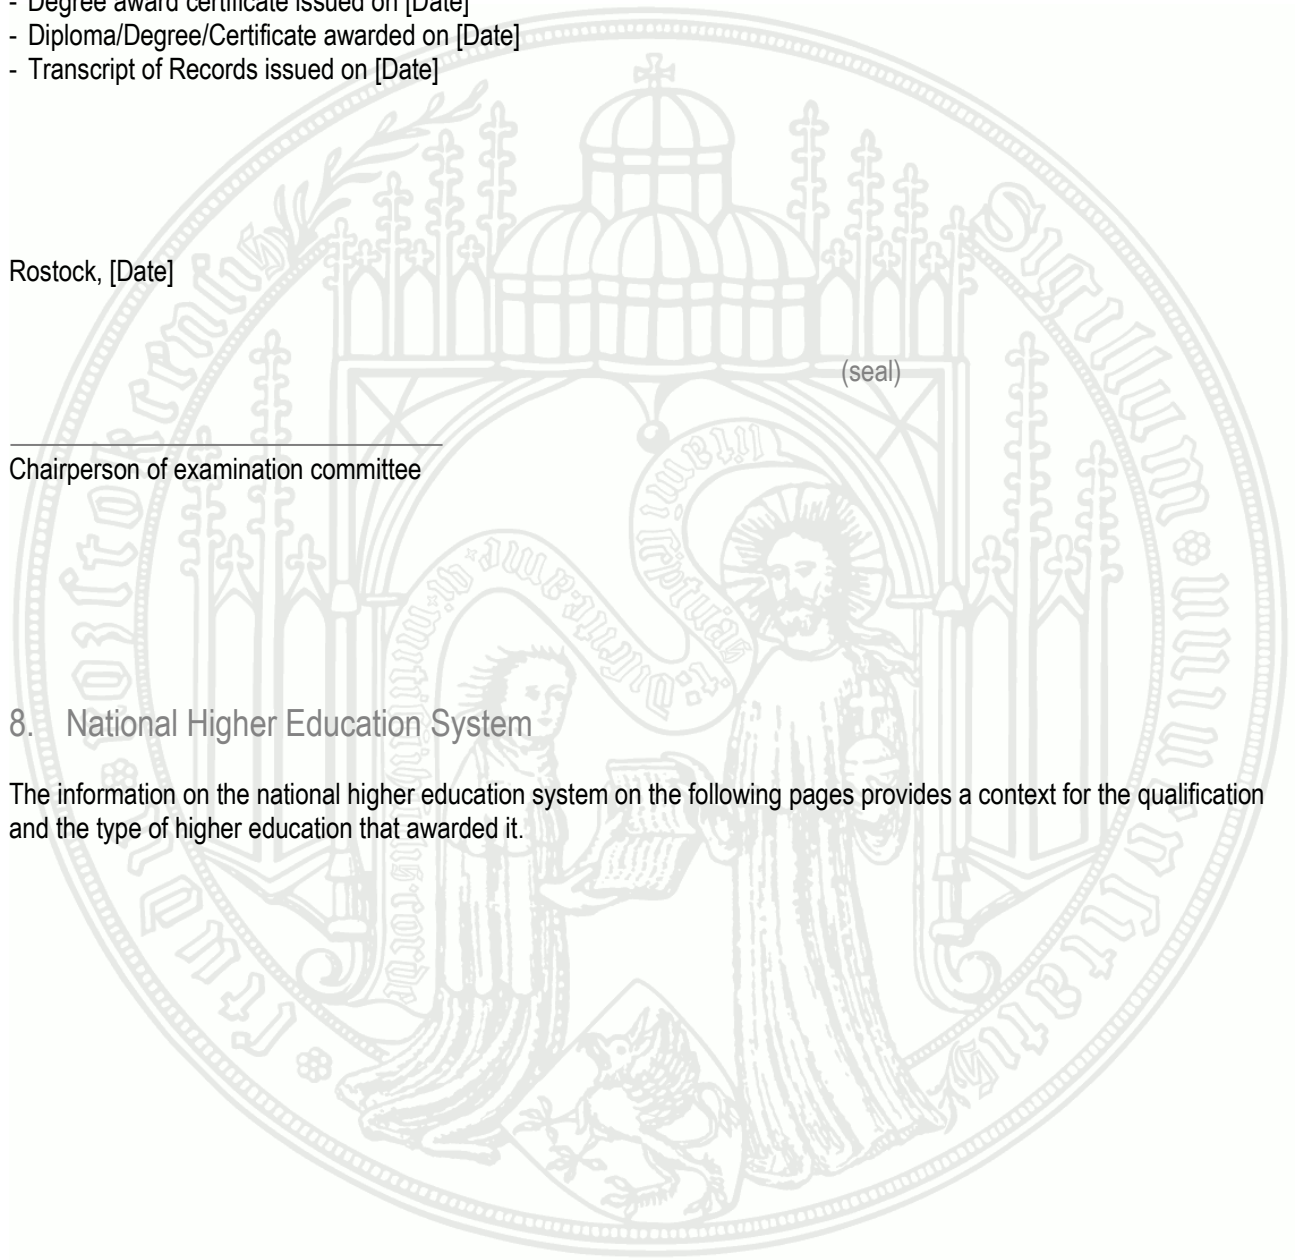 - Degree award certificate issued on [Date]
- Diploma/Degree/Certificate awarded on [Date]
- Transcript of Records issued on [Date]
Rostock, [Date]
(seal)
Chairperson of examination committee
8. National Higher Education System
The information on the national higher education system on the following pages provides a context for the qualification
and the type of higher education that awarded it.